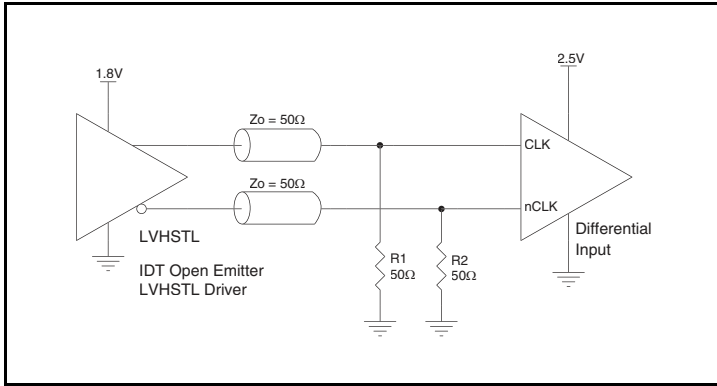 1.8V
2.5V
Zo = 50Ω
CLK
Zo = 50Ω
nCLK
LVHSTL
IDT Open Emitter
LVHSTL Driver
R1
50Ω
R2
50Ω
Differential
Input